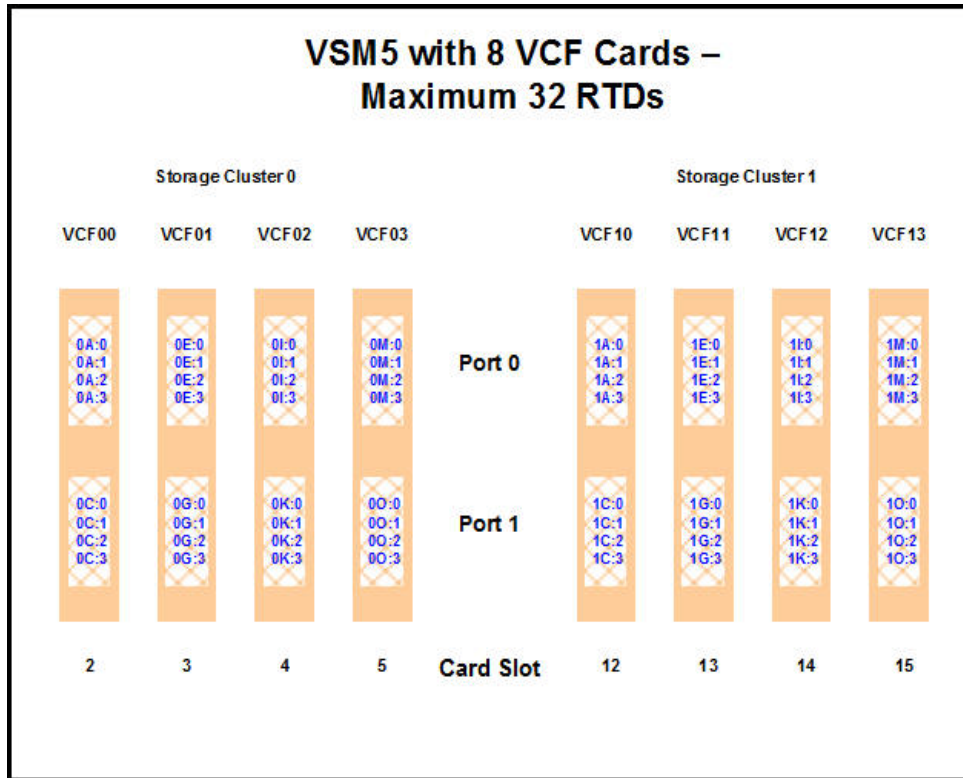 VSM5 with 8 VCF Cards –
Maximum 32 RTDs
Storage Cluster 0 Storage Cluster 1
VCF00 VCF01 VCF02 VCF03 VCF10 VCF11 VCF12 VCF13
0A:0 0E:0 0I:0 0M:0 1A:0 1E:0 1I:0 1M:0
0A:1 0E:1 0I:1 0M:1 Port 0 1A:1 1E:1 1I:1 1M:1
0A:2 0E:2 0I:2 0M:2 1A:2 1E:2 1I:2 1M:2
0A:3 0E:3 0I:3 0M:3 1A:3 1E:3 1I:3 1M:3
0C:0 0G:0 0K:0 0O:0 1C:0 1G:0 1K:0 1O:0
0C:1 0G:1 0K:1 0O:1 Port 1 1C:1 1G:1 1K:1 1O:1
0C:2 0G:2 0K:2 0O:2 1C:2 1G:2 1K:2 1O:2
0C:3 0G:3 0K:3 0O:3 1C:3 1G:3 1K:3 1O:3
2 3 4 5 Card Slot 12 13 14 15